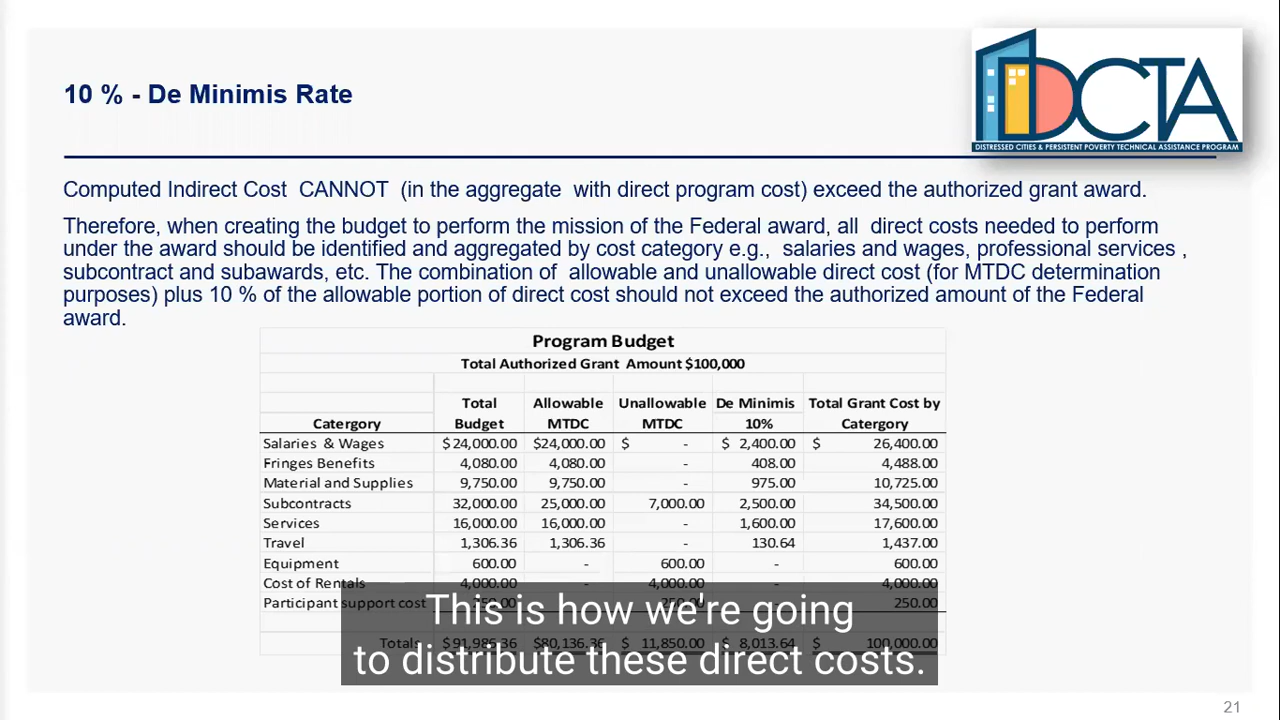 DCTA
DISTRESSED CITIES & PERSISTENT POVERTY TECHNICAL ASSISTANCE PROGRAM
10 % - De Minimis Rate
Computed Indirect Cost CANNOT (in the aggregate with direct program cost) exceed the authorized grant award.
Therefore, when creating the budget to perform the mission of the Federal award, all direct costs needed to perform
under the award should be identified and aggregated by cost category e.g., salaries and wages, professional services ,
subcontract and subawards, etc. The combination of allowable and unallowable direct cost (for MTDC determination
purposes) plus 10 % of the allowable portion of direct cost should not exceed the authorized amount of the Federal
award.
Program Budget
Total Authorized Grant Amount $100,000
Total Allowable Unallowable De Minimis Total Grant Cost by
Catergory Budget MTDC MTDC 10% Catergory
Salaries & Wages $24,000.00 $24,000.00 $ - $ 2,400.00 $ 26,400.00
Fringes Benefits 4,080.00 4,080.00 - 408.00 4,488.00
Material and Supplies 9,750.00 9,750.00 - 975.00 10,725.00
Subcontracts 32,000.00 25,000.00 7,000.00 2,500.00 34,500.00
Services 16,000.00 16,000.00 - 1,600.00 17,600.00
Travel 1,306.36 1,306.36 - 130.64 1,437.00
Equipment 600.00 - 600.00 - 600.00
Cost of Rentals 4,000.00 - 4,000.00 - 4,000.00
Participant support cost 250.00
Totals $91,986.36 $80,136.36 $ 11,850.00 $ 8,013.64 $ 100,000.00
This is how we're going
to distribute these direct costs.
21